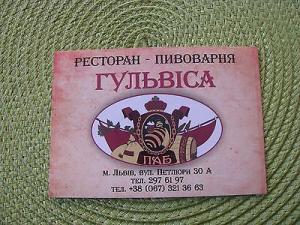 РЕСТОРАН - ПИВОВАРНЯ
ГУЛЬВІСА
ПАБ
м. Львів, вул. Петлюри 30 А
тел. 297 61 97
тел. +38 (067) 321 36 63